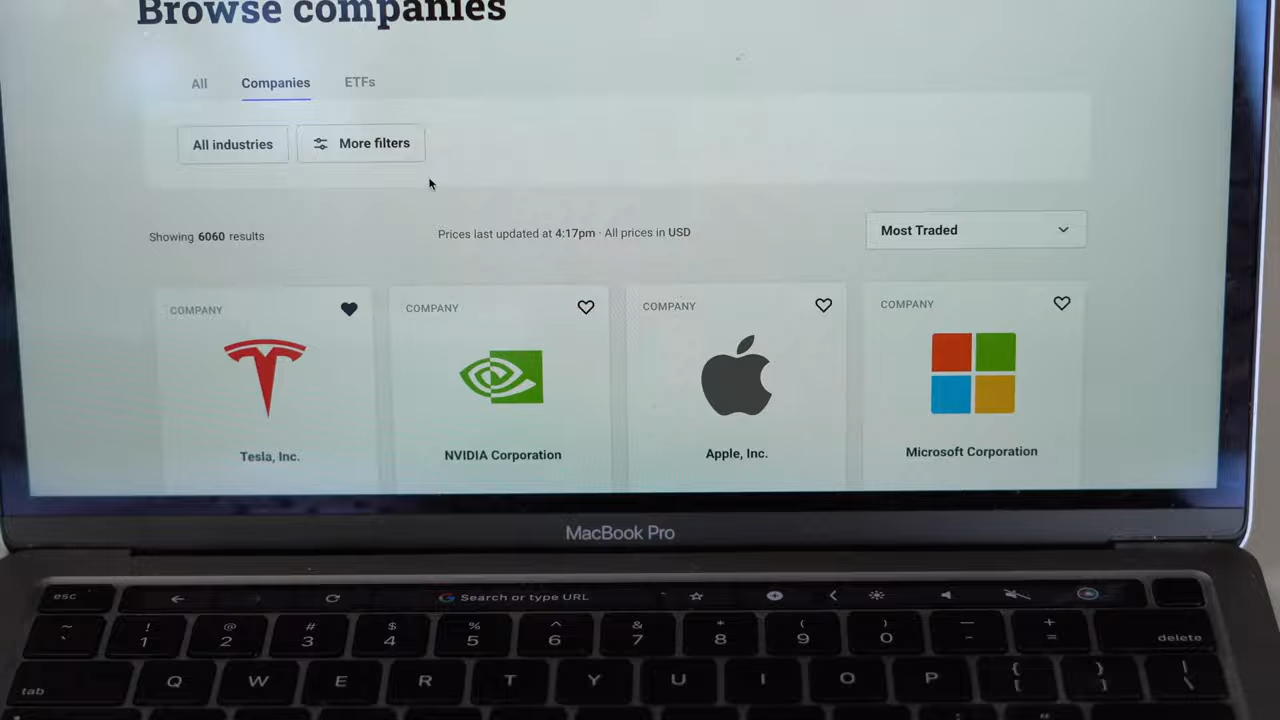 Browse companies
All Companies ETFs
All industries More filters
Showing 6060 results Prices last updated at 4:17pm · All prices in USD Most Traded
COMPANY COMPANY COMPANY COMPANY
Tesla, Inc. NVIDIA Corporation Apple, Inc. Microsoft Corporation
MacBook Pro
esc G Search or type URL
~ ! @ # $ % ^ & * ( ) — +
` 1 2 3 4 5 6 7 8 9 0 - = delete
tab Q W E R T Y U I O P { [ } ] | \